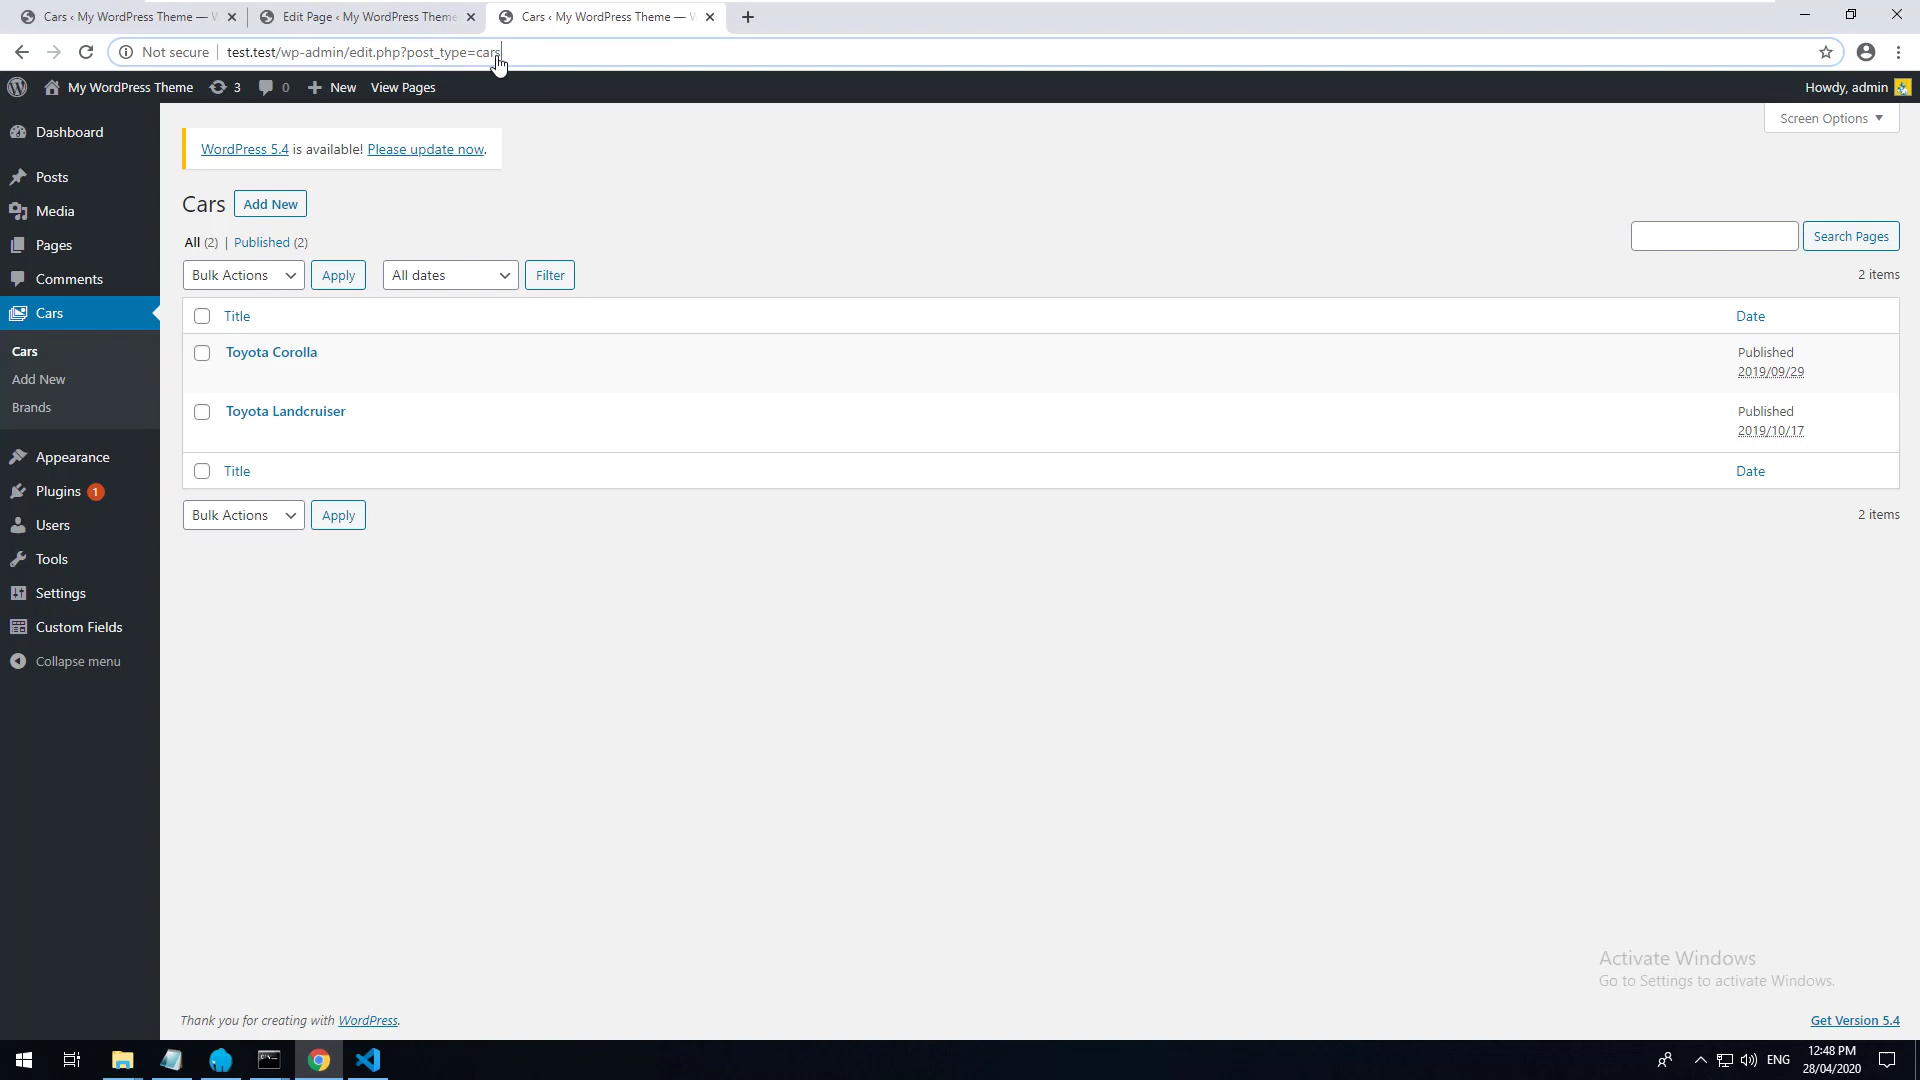 Cars ‹ My WordPress Theme — W
Edit Page ‹ My WordPress Theme
Cars ‹ My WordPress Theme — W
Not secure
test.test/wp-admin/edit.php?post_type=cars
My WordPress Theme
3
0
New
View Pages
Howdy, admin
Screen Options
Dashboard
Posts
Media
Pages
Comments
Cars
Cars
Add New
Brands
Appearance
Plugins 1
Users
Tools
Settings
Custom Fields
Collapse menu
WordPress 5.4 is available! Please update now.
Cars Add New
All (2) | Published (2)
Search Pages
Bulk Actions Apply All dates Filter
2 items
Title Date
Toyota Corolla
Published
2019/09/29
Toyota Landcruiser
Published
2019/10/17
Title Date
Bulk Actions Apply
2 items
Activate Windows
Go to Settings to activate Windows.
Thank you for creating with WordPress.
Get Version 5.4
ENG
12:48 PM
28/04/2020